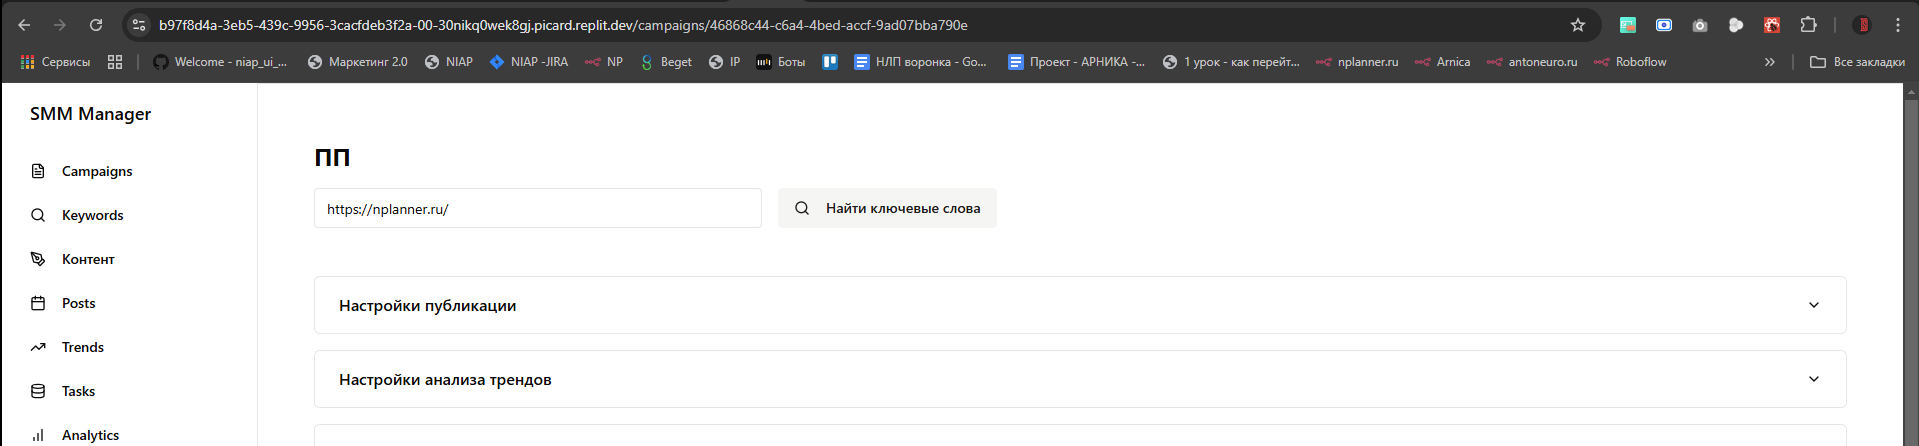 b97f8d4a-3eb5-439c-9956-3cacfdeb3f2a-00-30nikq0wek8gj.picard.replit.dev/campaigns/46868c44-c6a4-4bed-accf-9ad07bba790e
Сервисы Welcome - niap_ui_... Маркетинг 2.0 NIAP NIAP -JIRA NP Beget IP Боты НЛП воронка - Go... Проект - АРНИКА -... 1 урок - как перейт... nplanner.ru Arnica antoneuro.ru Roboflow » Все закладки
SMM Manager
Campaigns
Keywords
Контент
Posts
Trends
Tasks
Analytics
ПП
https://nplanner.ru/ Найти ключевые слова
Настройки публикации
Настройки анализа трендов